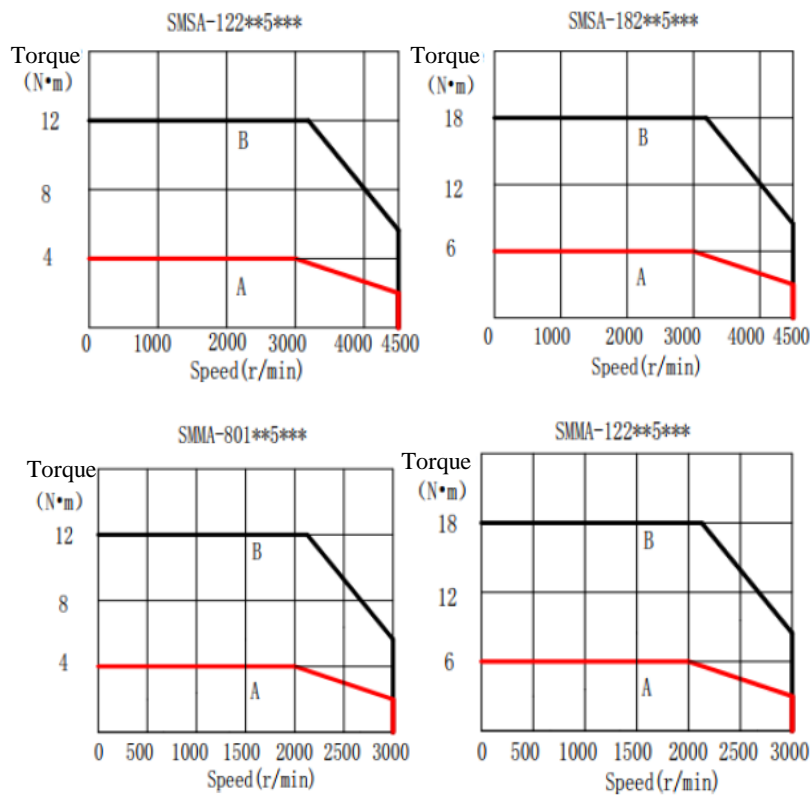 SMSA-122**5***
Torque
(N•m)
12
8
4
B
A
0 1000 2000 3000 4000 4500
Speed(r/min)
SMSA-182**5***
Torque
(N•m)
18
12
6
B
A
0 1000 2000 3000 4000 4500
Speed(r/min)
SMMA-801**5***
Torque
(N•m)
12
8
4
B
A
0 500 1000 1500 2000 2500 3000
Speed(r/min)
SMMA-122**5***
Torque
(N•m)
18
12
6
B
A
0 500 1000 1500 2000 2500 3000
Speed(r/min)